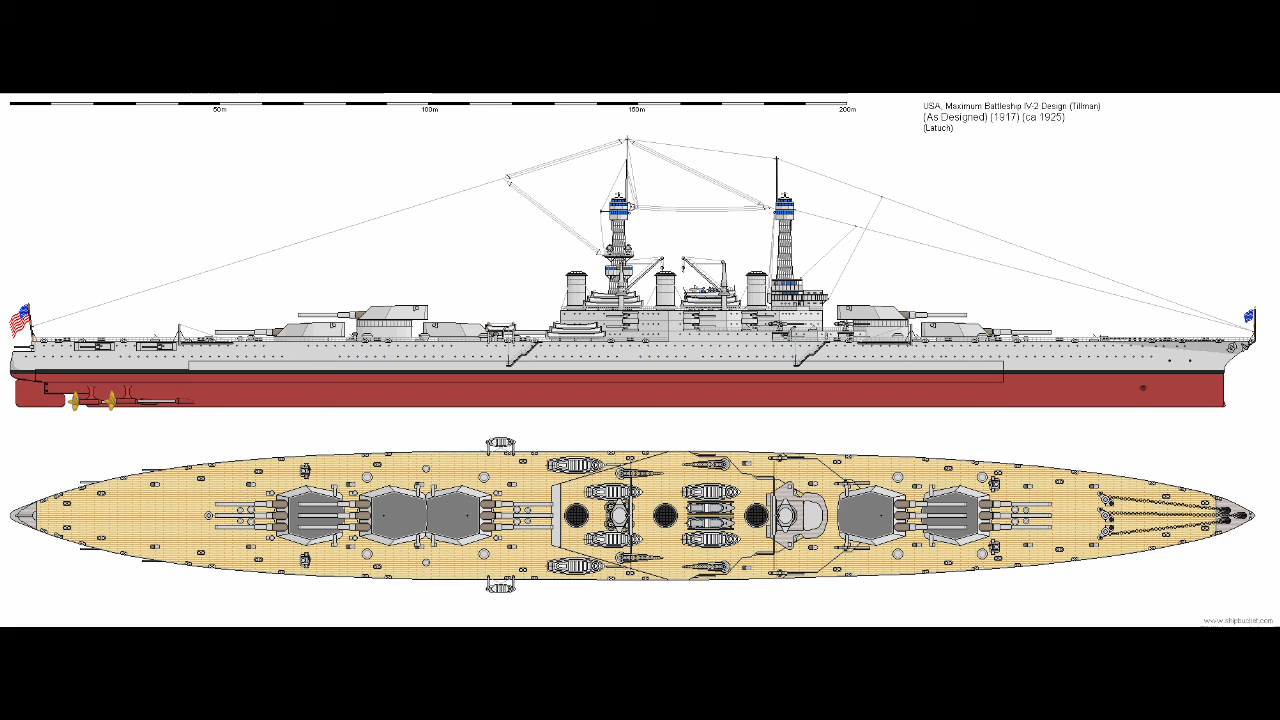 50m 100m 150m 200m
USA, Maximum Battleship IV-2 Design (Tillman)
(As Designed) (1917) (ca 1925)
(Latuch)
www.shipbucket.com